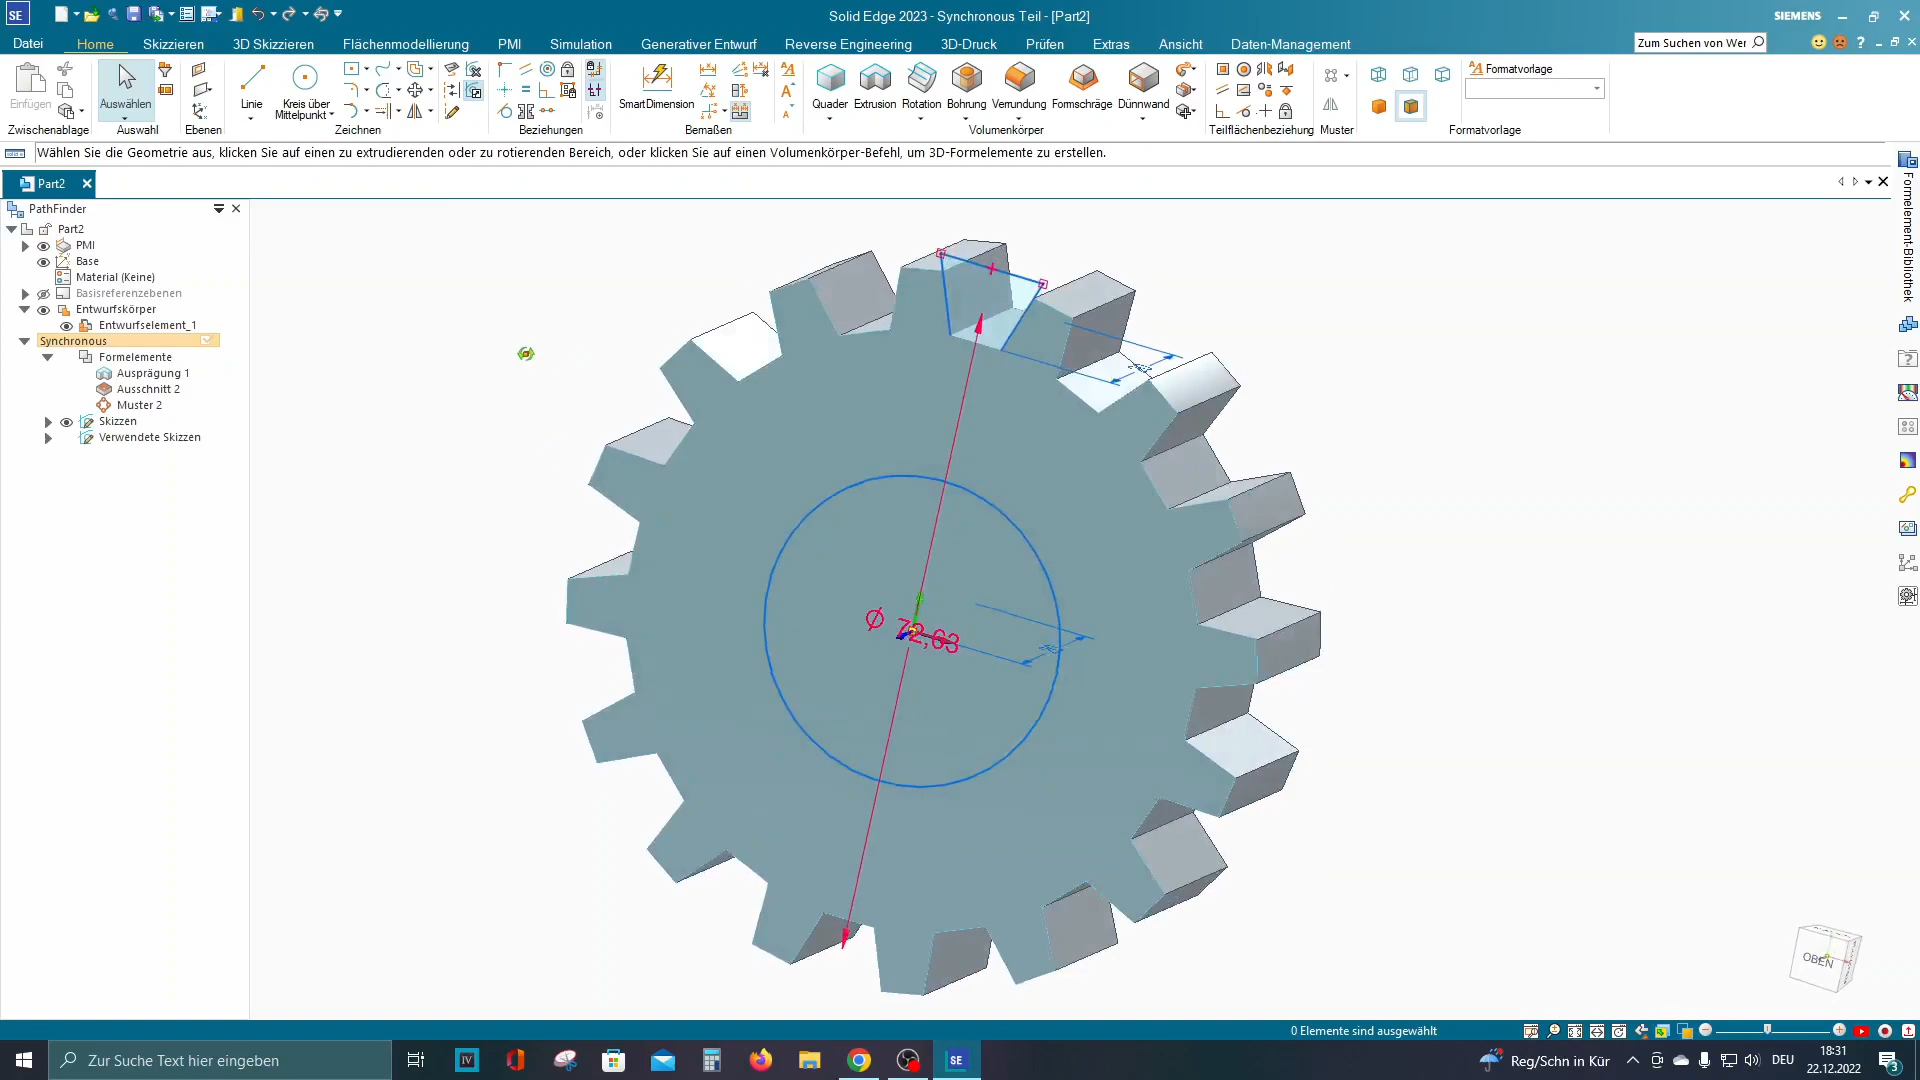 SE
Solid Edge 2023 - Synchronous Teil - [Part2]
SIEMENS
Datei
Home
Skizzieren
3D Skizzieren
Flächenmodellierung
PMI
Simulation
Generativer Entwurf
Reverse Engineering
3D-Druck
Prüfen
Extras
Ansicht
Daten-Management
Zum Suchen von Wer
Einfügen
Auswählen
Linie
Kreis über
Mittelpunkt
SmartDimension
Quader
Extrusion
Rotation
Bohrung
Verrundung
Formschräge
Dünnwand
Formatvorlage
Zwischenablage
Auswahl
Ebenen
Zeichnen
Beziehungen
Bemaßen
Volumenkörper
Teilflächenbeziehung
Muster
Formatvorlage
Wählen Sie die Geometrie aus, klicken Sie auf einen zu extrudierenden oder zu rotierenden Bereich, oder klicken Sie auf einen Volumenkörper-Befehl, um 3D-Formelemente zu erstellen.
Part2
PathFinder
Part2
PMI
Base
Material (Keine)
Basisreferenzebenen
Entwurfskörper
Entwurfselement_1
Synchronous
Formelemente
Ausprägung 1
Ausschnitt 2
Muster 2
Skizzen
Verwendete Skizzen
Formelement-Bibliothek
Ø 72,63
OBEN
0 Elemente sind ausgewählt
Zur Suche Text hier eingeben
IV
SE
Reg/Schn in Kür
DEU
18:31
22.12.2022
3